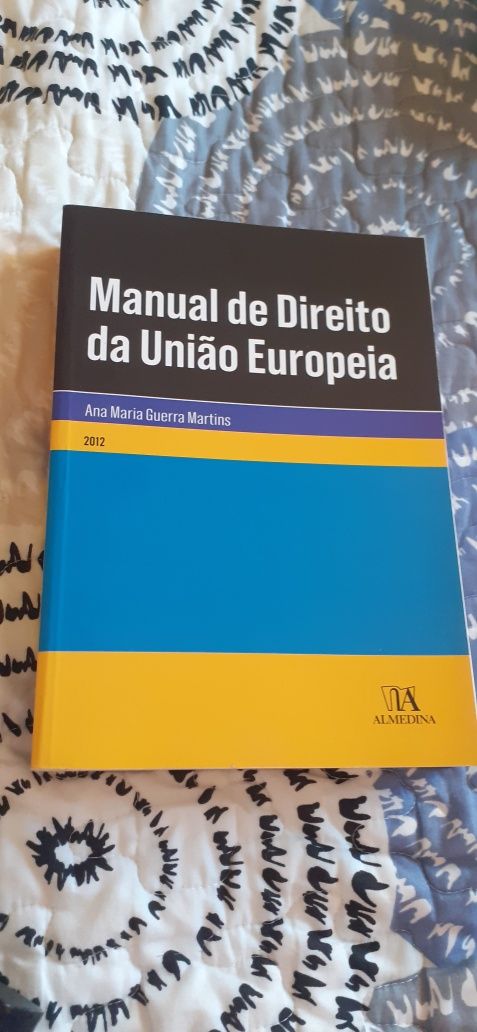 Manual de Direito
da União Europeia
Ana Maria Guerra Martins
2012
ALMEDINA